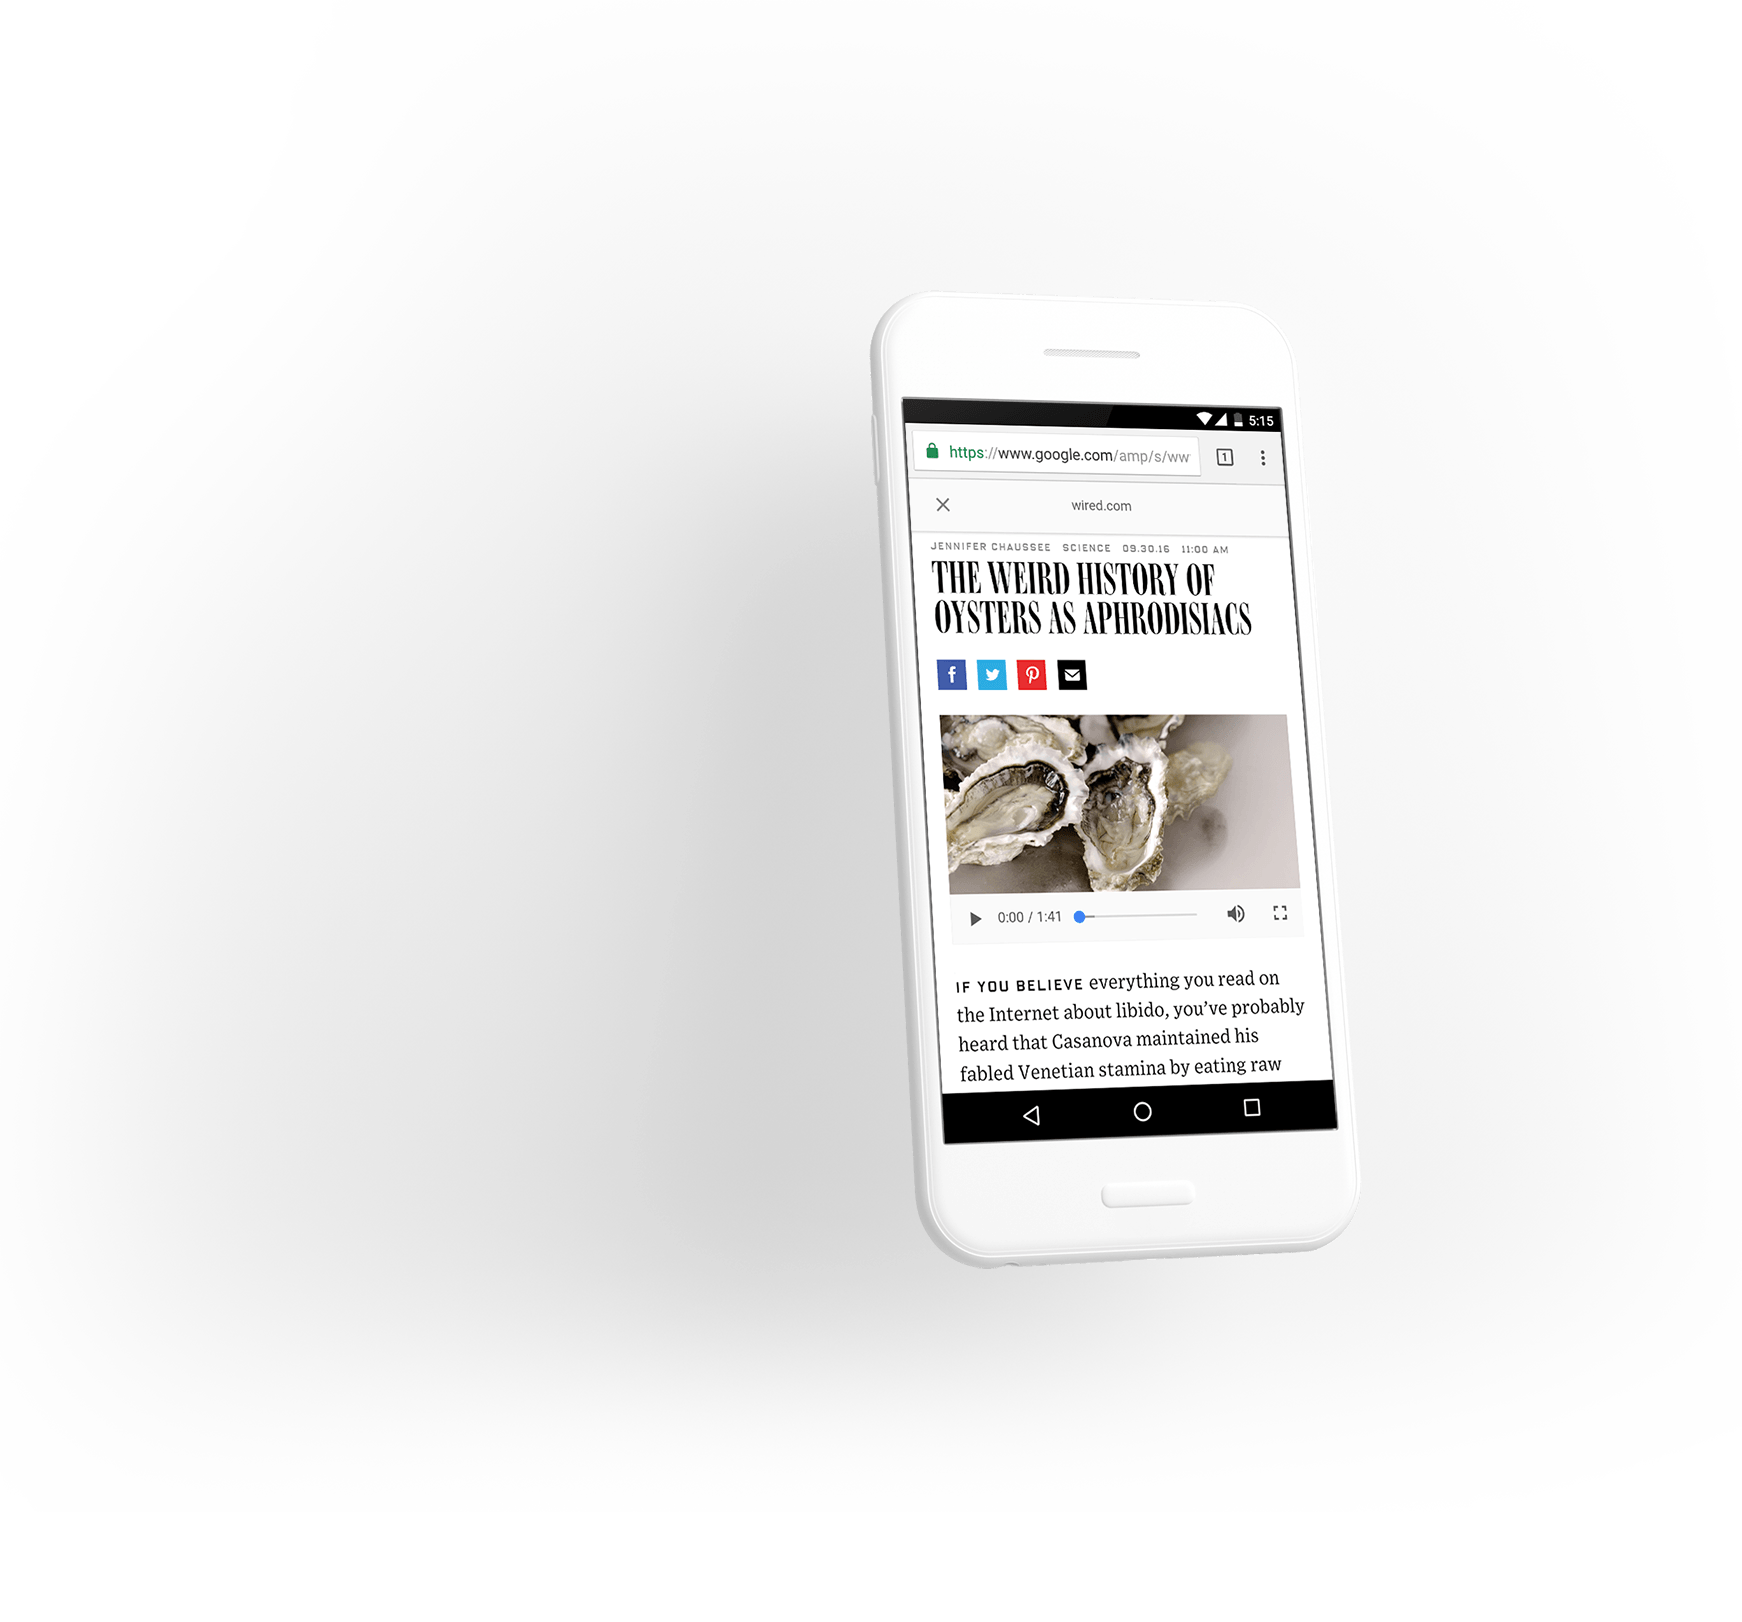 5:15
https://www.google.com/amp/s/ww
1
wired.com
JENNIFER CHAUSSEE SCIENCE 09.30.16 11:00 AM
THE WEIRD HISTORY OF
OYSTERS AS APHRODISIACS
0:00 / 1:41
IF YOU BELIEVE everything you read on
the Internet about libido, you’ve probably
heard that Casanova maintained his
fabled Venetian stamina by eating raw